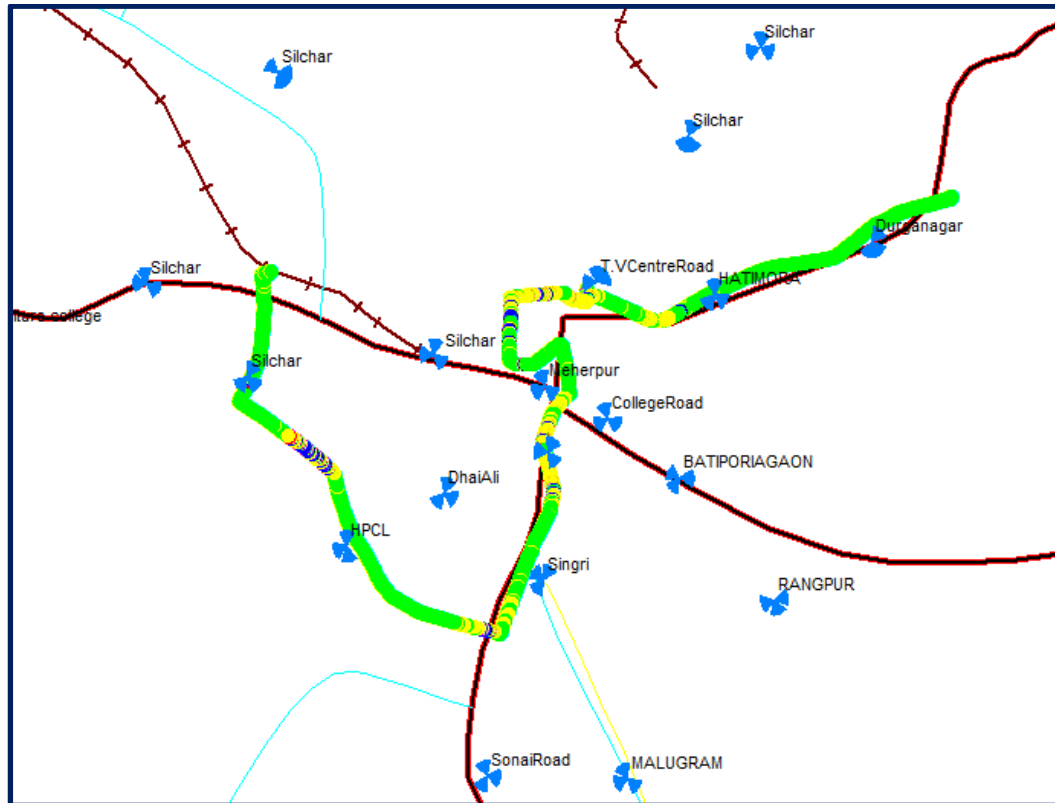 Silchar
Silchar
Silchar
Durganagar
T.VCentreRoad
HATIMORA
Silchar
lture college
Silchar
Silchar
Meherpur
CollegeRoad
BATIPORIAGAON
DhaiAli
HPCL
Singri
RANGPUR
SonaiRoad
MALUGRAM